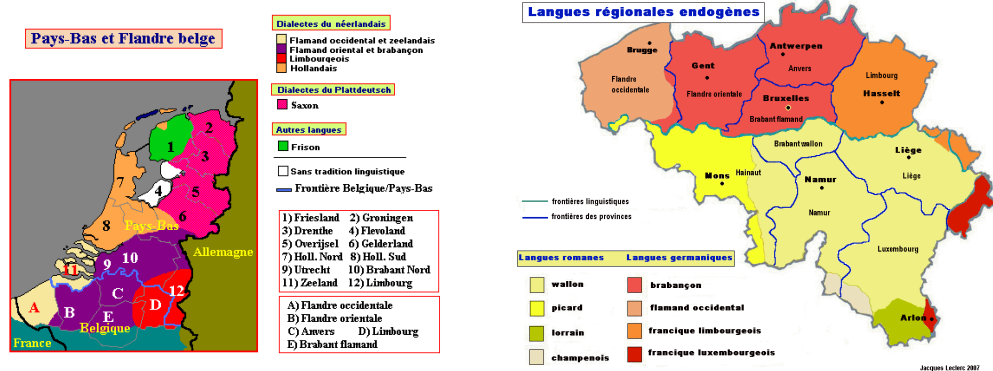 Pays-Bas et Flandre belge
Dialectes du néerlandais
Flamand occidental et zeelandais
Flamand oriental et brabançon
Limbourgeois
Hollandais
Dialectes du Plattdeutsch
Saxon
Autres langues
Frison
Sans tradition linguistique
Frontière Belgique/Pays-Bas
1) Friesland 2) Groningen
3) Drenthe 4) Flevoland
5) Overijsel 6) Gelderland
7) Holl. Nord 8) Holl. Sud
9) Utrecht 10) Brabant Nord
11) Zeeland 12) Limbourg
A) Flandre occidentale
B) Flandre orientale
C) Anvers D) Limbourg
E) Brabant flamand
2
1
3
4
5
7
6
8
Pays-Bas
Allemagne
10
9
11
12
A
B
C
D
E
Belgique
France
Langues régionales endogènes
Brugge
Flandre
occidentale
Gent
Flandre orientale
Antwerpen
Anvers
Bruxelles
Brabant flamand
Limbourg
Hasselt
Brabant wallon
Liège
Liège
Mons
Hainaut
Namur
Namur
Luxembourg
Arlon
frontières linguistiques
frontières des provinces
Langues romanes
wallon
picard
lorrain
champenois
Langues germaniques
brabançon
flamand occidental
francique limbourgeois
francique luxembourgeois
Jacques Leclerc 2007